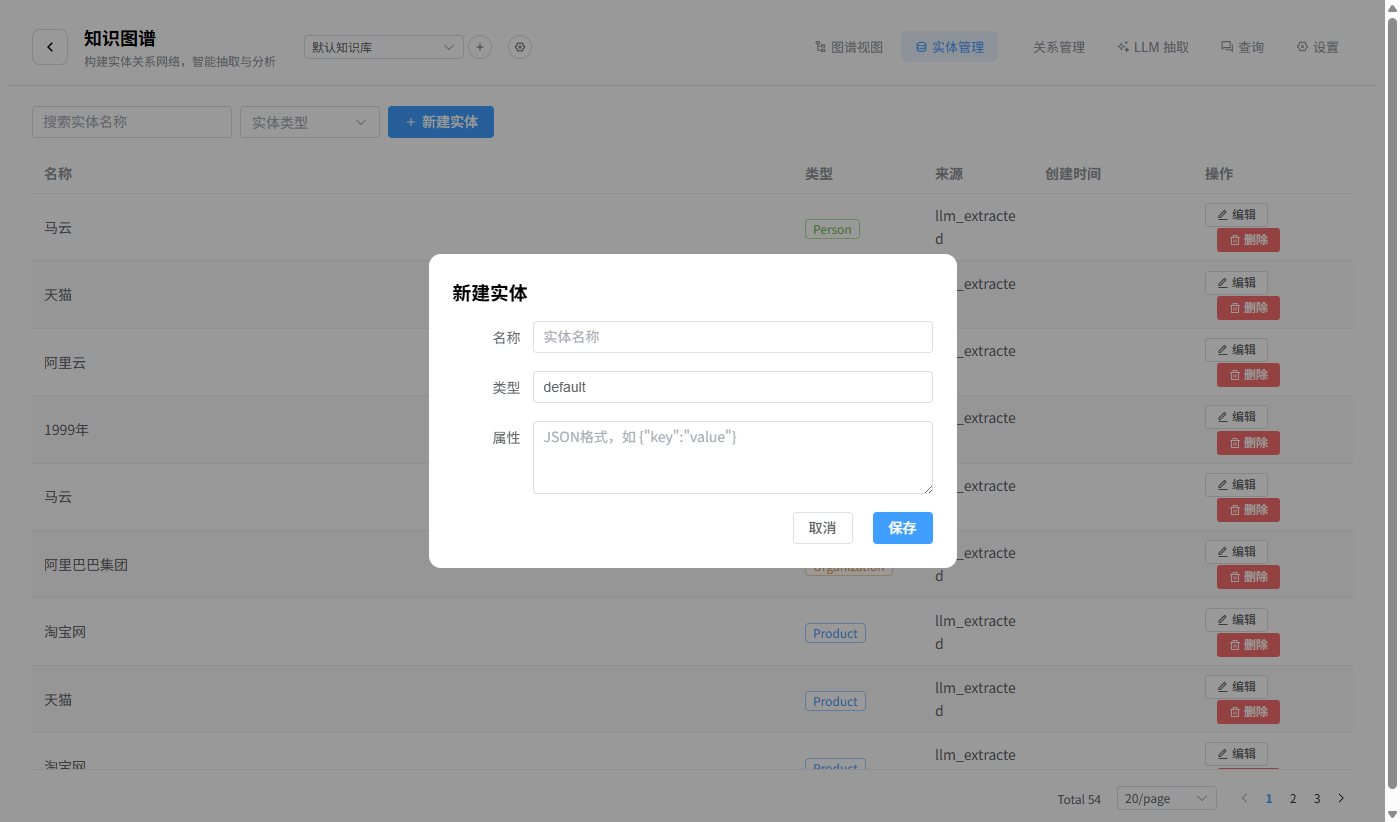 知识图谱
构建实体关系网络，智能抽取与分析
默认知识库
图谱视图
实体管理
关系管理
LLM 抽取
查询
设置
搜索实体名称
实体类型
+ 新建实体
名称 类型 来源 创建时间 操作
马云 Person llm_extracte
d
编辑
删除
天猫 _extracte
编辑
删除
阿里云 _extracte
编辑
删除
1999年 _extracte
编辑
删除
马云 _extracte
编辑
删除
阿里巴巴集团 Organization _extracte
d
编辑
删除
淘宝网 Product llm_extracte
d
编辑
删除
天猫 Product llm_extracte
d
编辑
删除
淘宝网 Product llm_extracte
编辑
新建实体
名称 实体名称
类型 default
属性 JSON格式，如 {"key":"value"}
取消 保存
Total 54 20/page 1 2 3